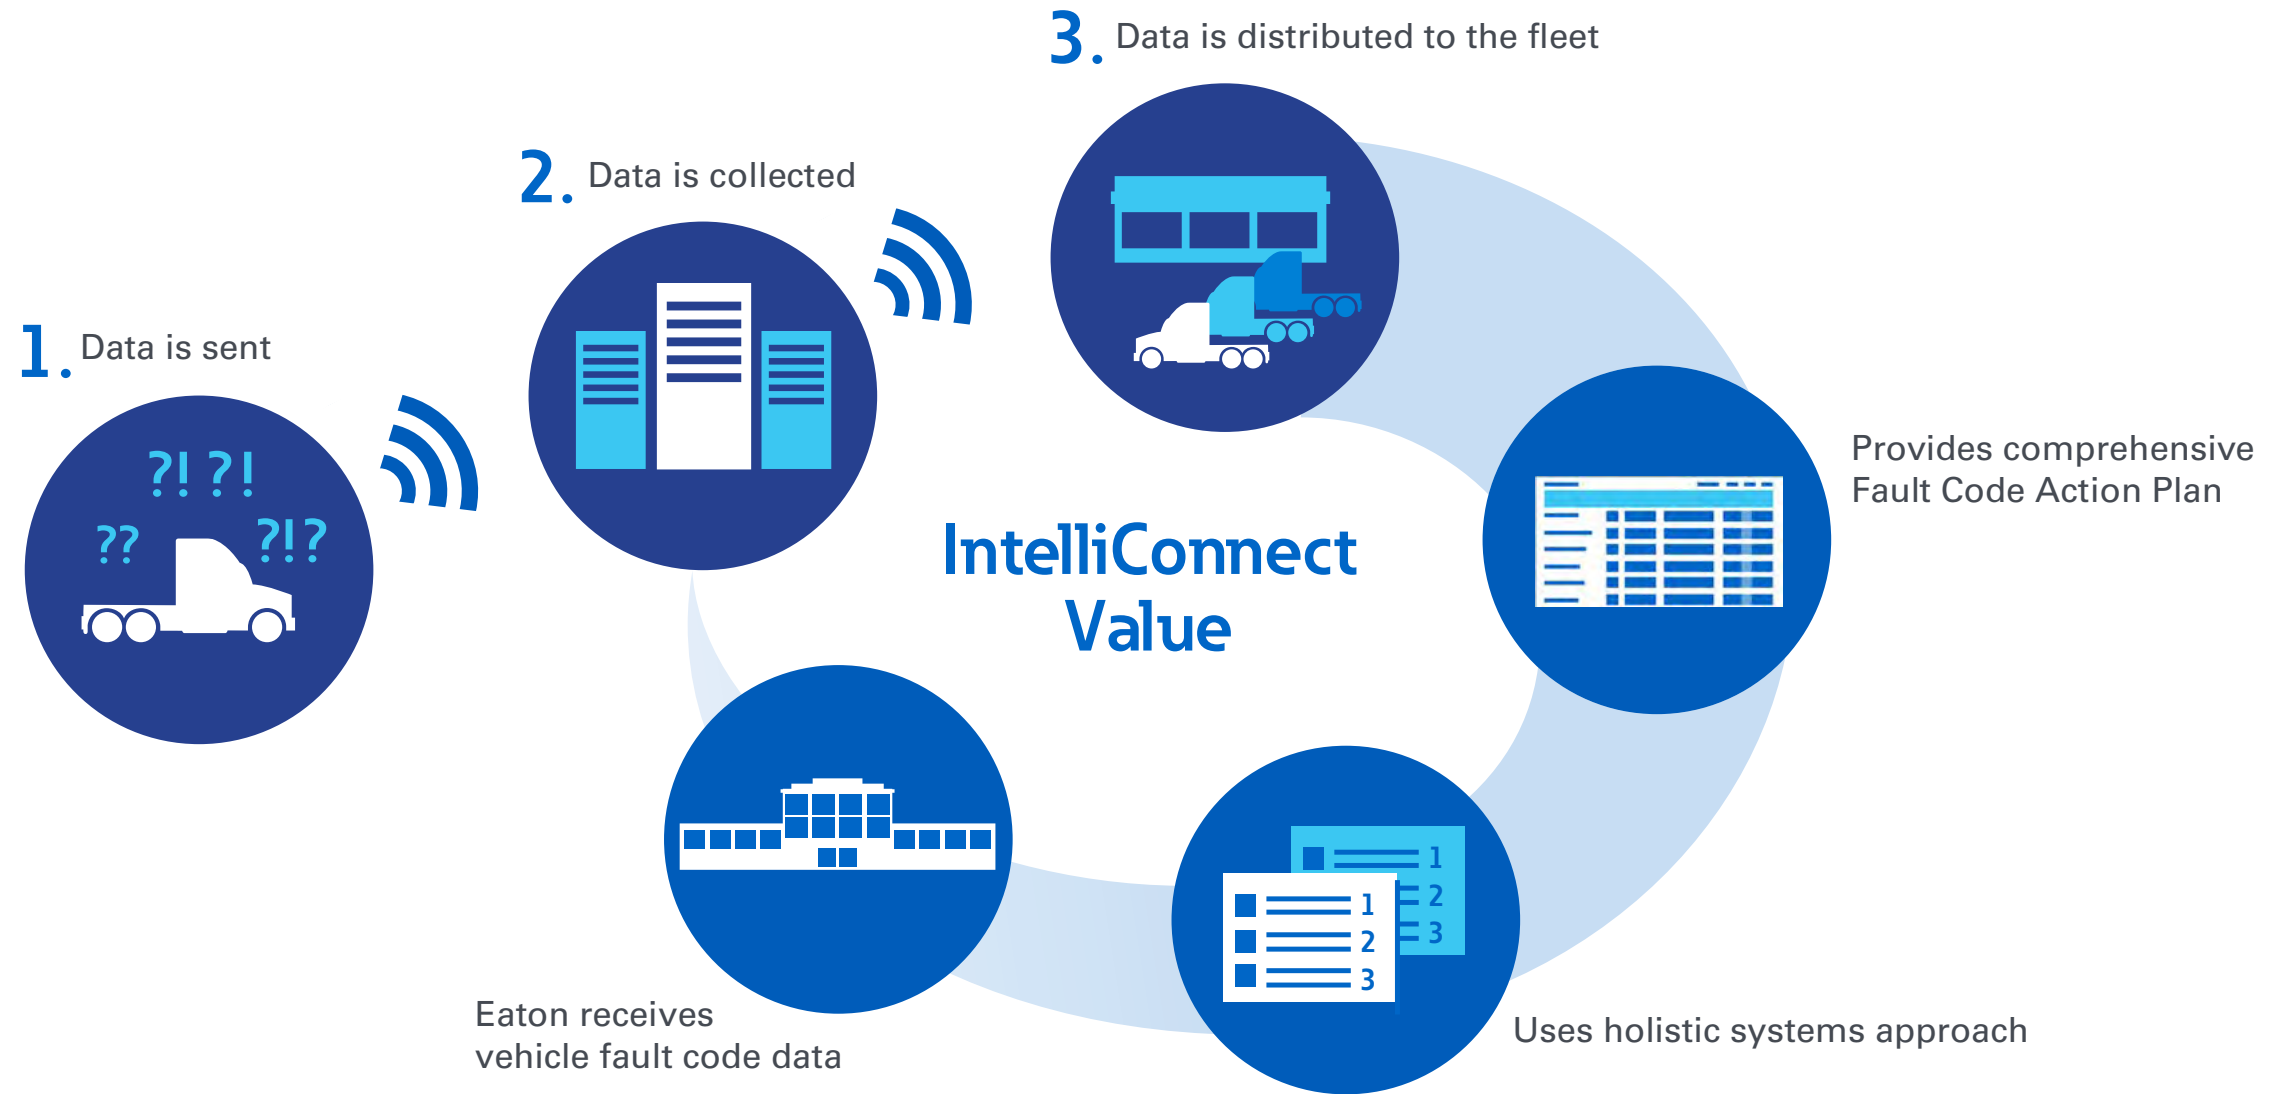 3. Data is distributed to the fleet
2. Data is collected
1. Data is sent
?! ?!
?? ?!?
IntelliConnect
Value
Provides comprehensive
Fault Code Action Plan
1
2
3
1
2
3
Eaton receives
vehicle fault code data
Uses holistic systems approach